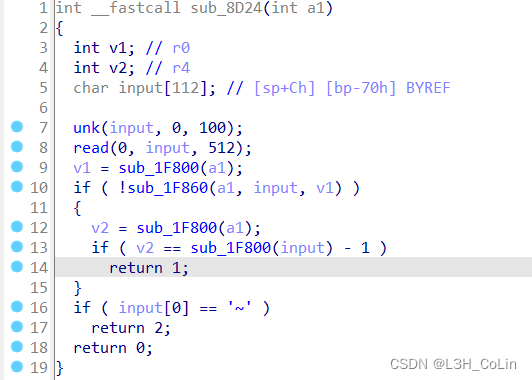 1 int __fastcall sub_8D24(int a1)
2 {
3 int v1; // r0
4 int v2; // r4
5 char input[112]; // [sp+Ch] [bp-70h] BYREF
6
7 unk(input, 0, 100);
8 read(0, input, 512);
9 v1 = sub_1F800(a1);
10 if ( !sub_1F860(a1, input, v1) )
11 {
12 v2 = sub_1F800(a1);
13 if ( v2 == sub_1F800(input) - 1 )
14 return 1;
15 }
16 if ( input[0] == '~' )
17 return 2;
18 return 0;
19 }
CSDN @L3H_CoLin